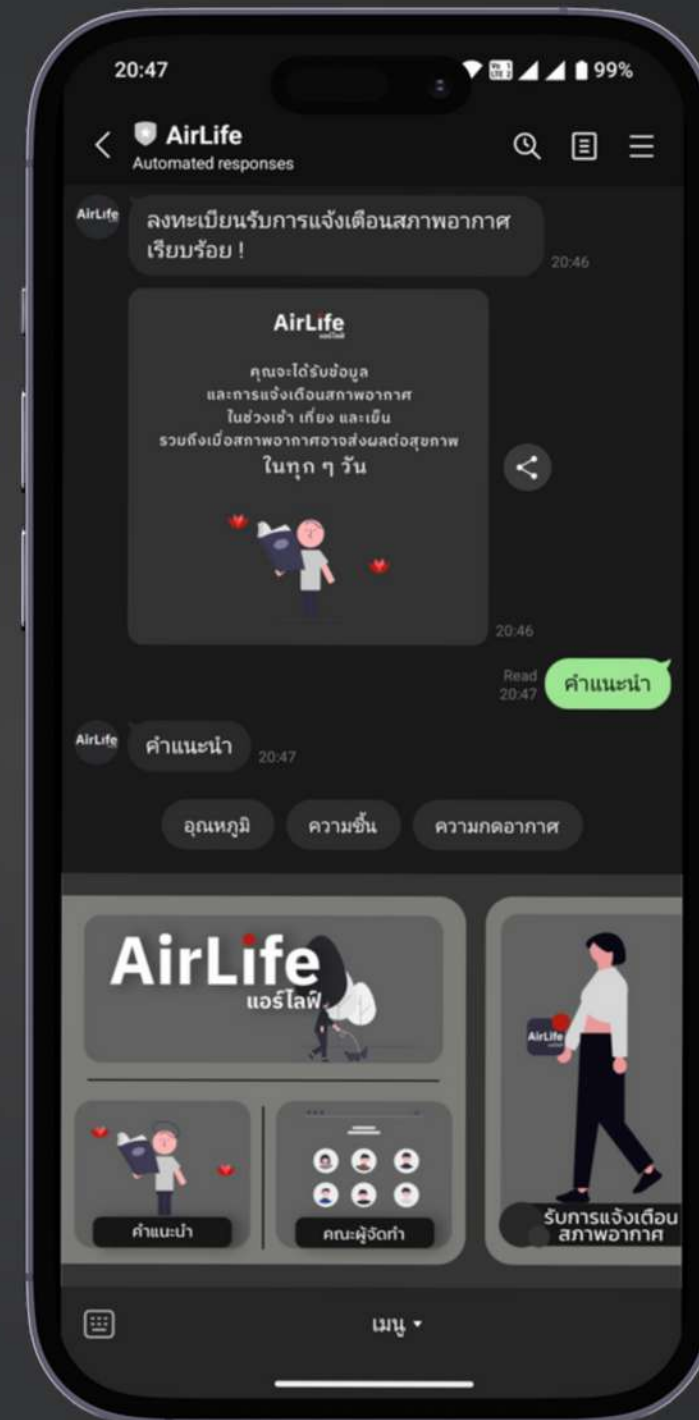 20:47
Vo 1
LTE 2
99%
AirLife
Automated responses
AirLife
ลงทะเบียนรับการแจ้งเตือนสภาพอากาศ
เรียบร้อย !
20:46
AirLife
แอร์ไลฟ์
คุณจะได้รับข้อมูล
และการแจ้งเตือนสภาพอากาศ
ในช่วงเช้า เที่ยง และเย็น
รวมถึงเมื่อสภาพอากาศอาจส่งผลต่อสุขภาพ
ในทุก ๆ วัน
20:46
Read
20:47
คำแนะนำ
AirLife
คำแนะนำ
20:47
อุณหภูมิ
ความชื้น
ความกดอากาศ
AirLife
แอร์ไลฟ์
AirLife
คำแนะนำ
คณะผู้จัดทำ
รับการแจ้งเตือน
สภาพอากาศ
เมนู